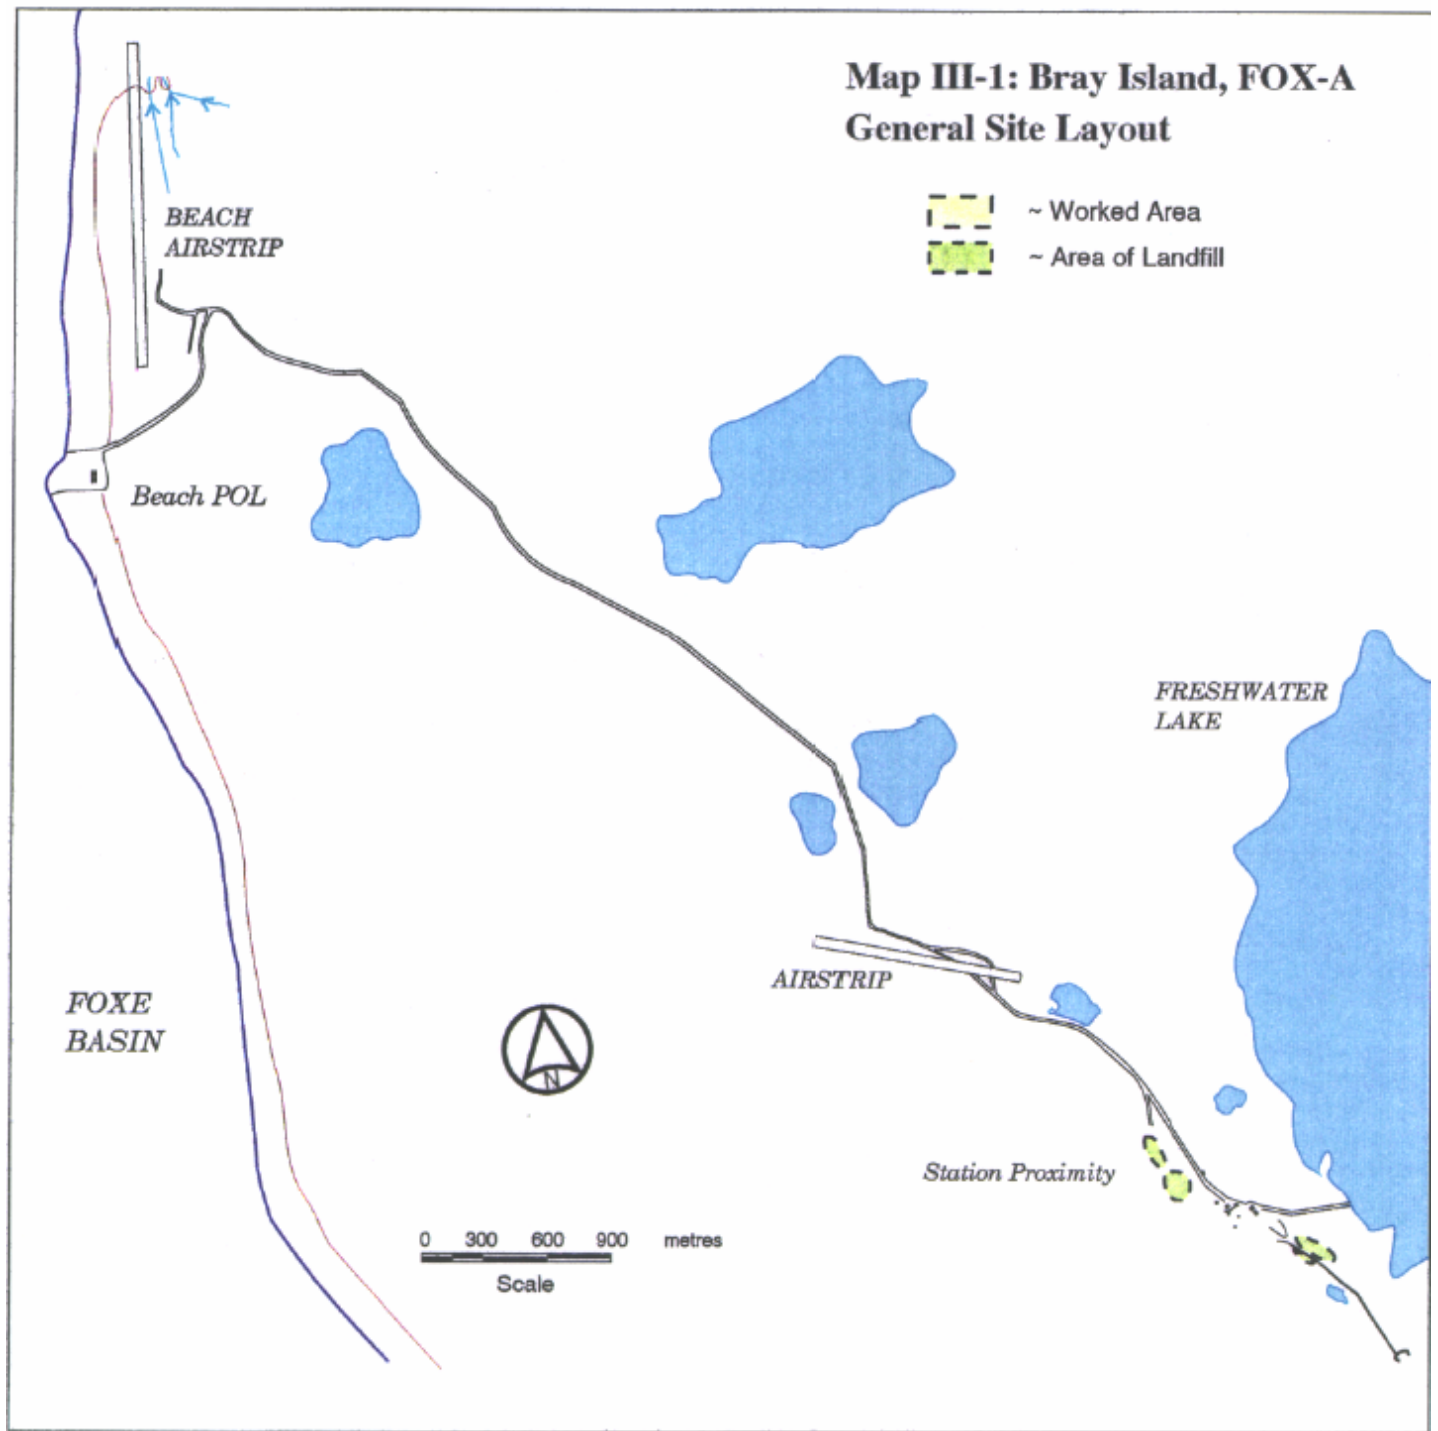 Map III-1: Bray Island, FOX-A
General Site Layout
~ Worked Area
~ Area of Landfill
BEACH
AIRSTRIP
Beach POL
FRESHWATER
LAKE
AIRSTRIP
FOXE
BASIN
N
Station Proximity
0 300 600 900 metres
Scale